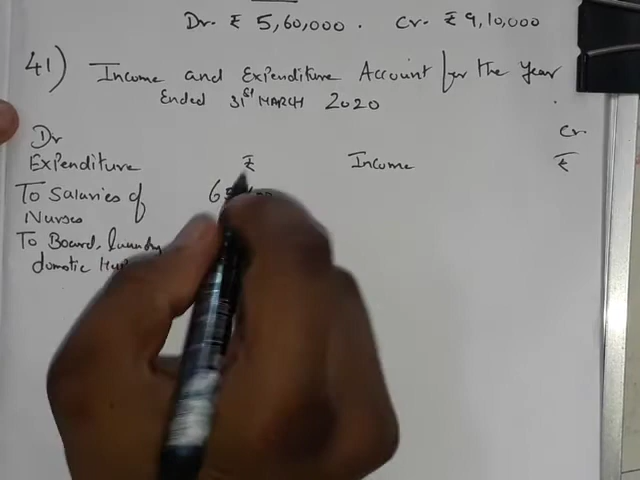 Dr. ₹ 5,60,000. Cr. ₹ 9,10,000
41) Income and Expenditure Account for the Year
Ended 31st MARCH 2020
Dr Cr.
Expenditure ₹ Income ₹
To Salaries of
Nurses
To Board, laundry